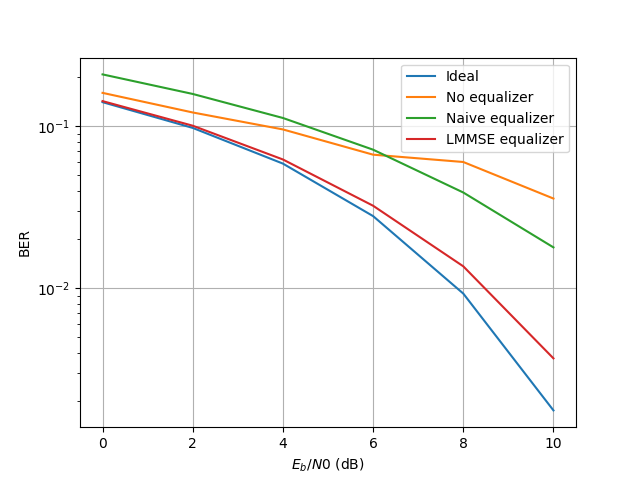 Ideal
No equalizer
Naive equalizer
LMMSE equalizer
10⁻¹
10⁻²
BER
0 2 4 6 8 10
E_b/N0 (dB)